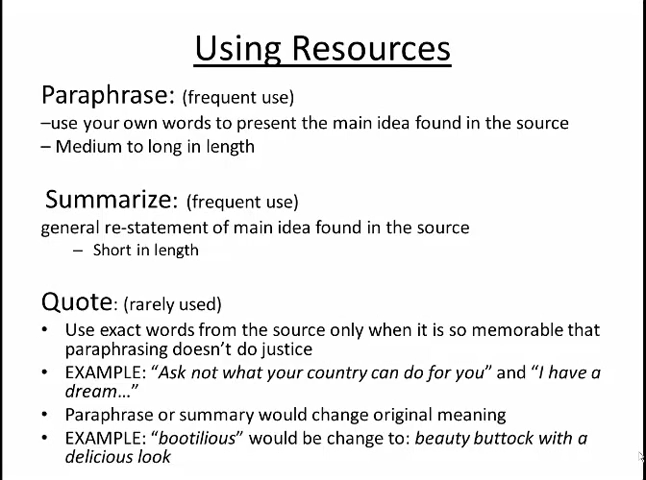 Using Resources
Paraphrase: (frequent use)
–use your own words to present the main idea found in the source
– Medium to long in length
Summarize: (frequent use)
general re-statement of main idea found in the source
– Short in length
Quote: (rarely used)
• Use exact words from the source only when it is so memorable that
paraphrasing doesn't do justice
• EXAMPLE: "Ask not what your country can do for you" and "I have a
dream…"
• Paraphrase or summary would change original meaning
• EXAMPLE: "bootilious" would be change to: beauty buttock with a
delicious look